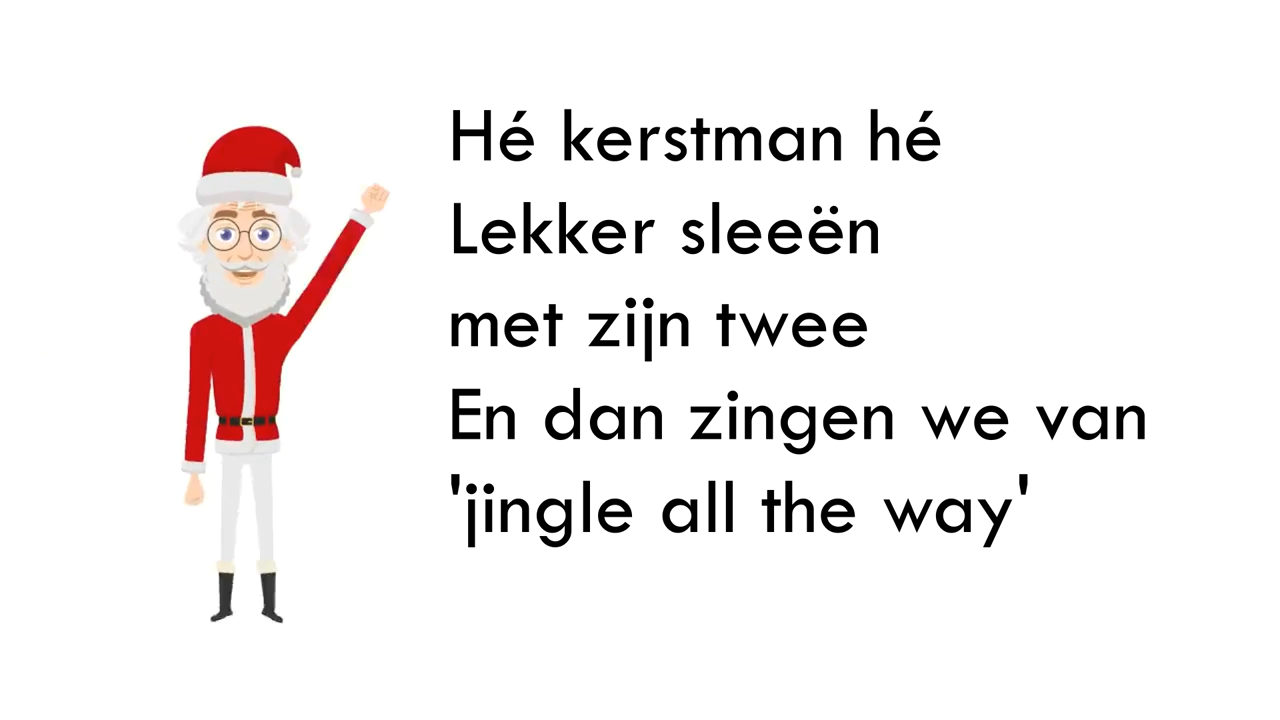 Hé kerstman hé
Lekker sleeën
met zijn twee
En dan zingen we van
'jingle all the way'